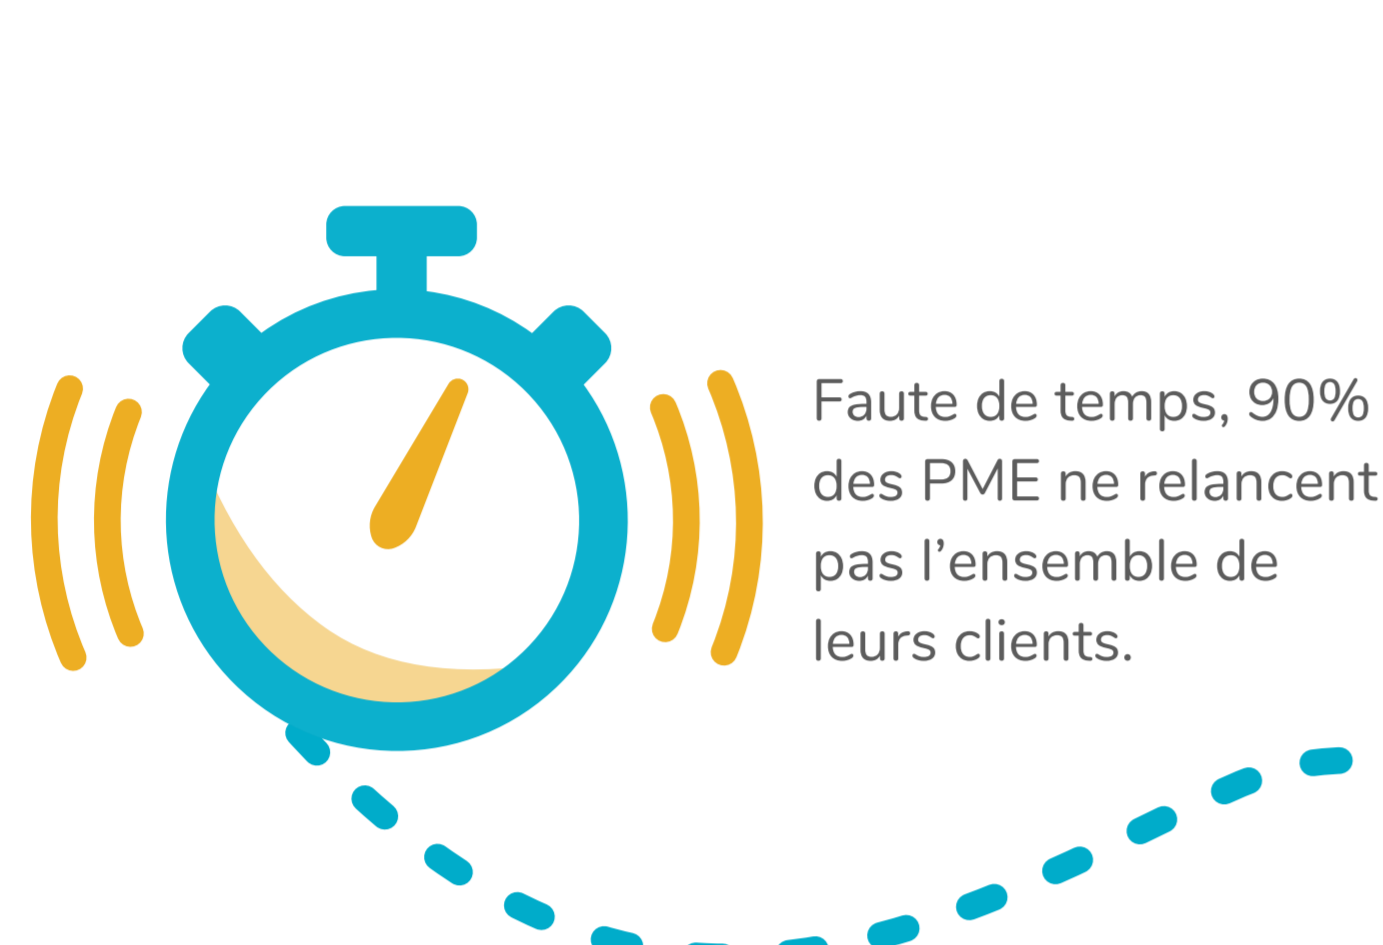 Faute de temps, 90%
des PME ne relancent
pas l’ensemble de
leurs clients.